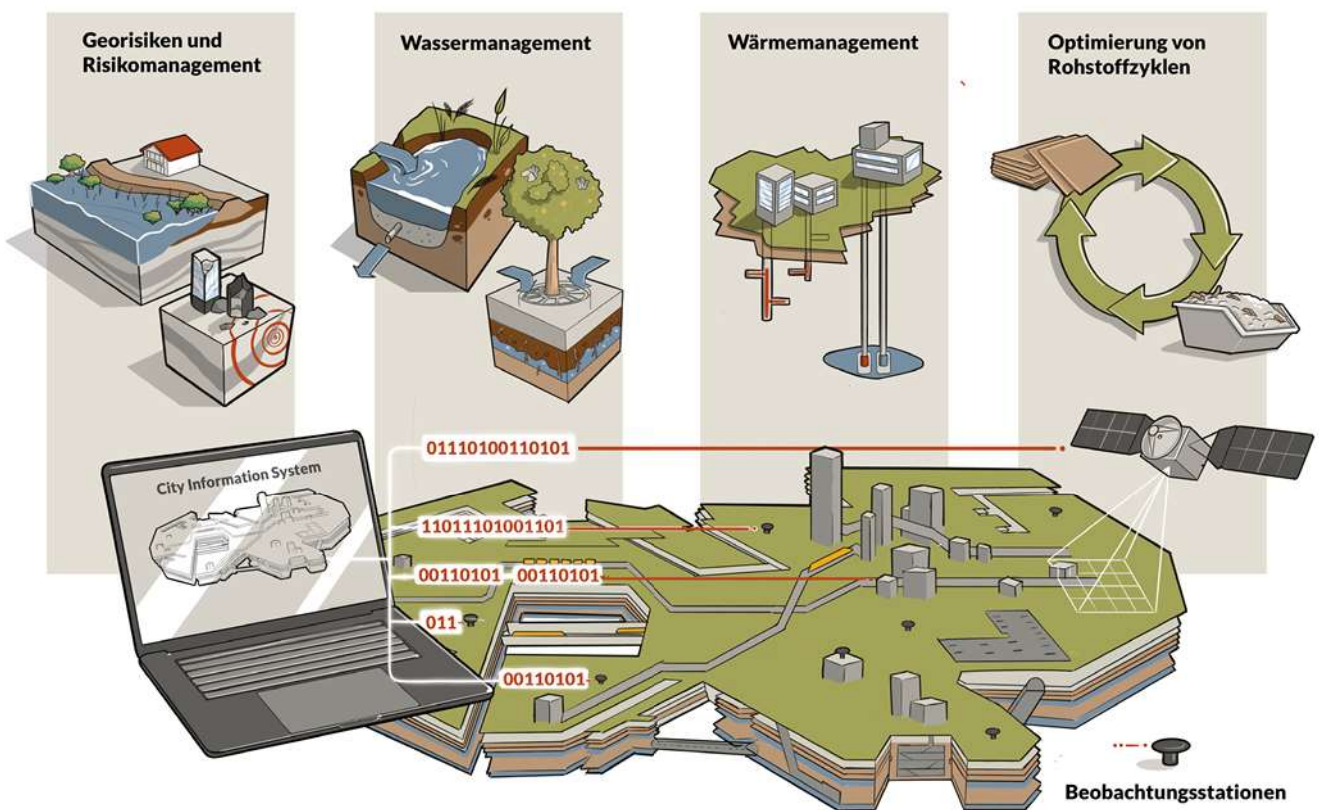 Georisiken und
Risikomanagement
Wassermanagement
Wärmemanagement
Optimierung von
Rohstoffzyklen
City Information System
01110100110101
11011101001101
00110101 00110101
011
00110101
Beobachtungsstationen